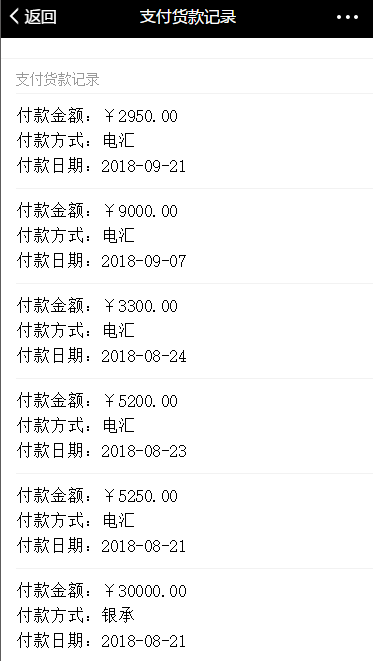 返回 支付货款记录
支付货款记录
付款金额：￥2950.00
付款方式：电汇
付款日期：2018-09-21
付款金额：￥9000.00
付款方式：电汇
付款日期：2018-09-07
付款金额：￥3300.00
付款方式：电汇
付款日期：2018-08-24
付款金额：￥5200.00
付款方式：电汇
付款日期：2018-08-23
付款金额：￥5250.00
付款方式：电汇
付款日期：2018-08-21
付款金额：￥30000.00
付款方式：银承
付款日期：2018-08-21